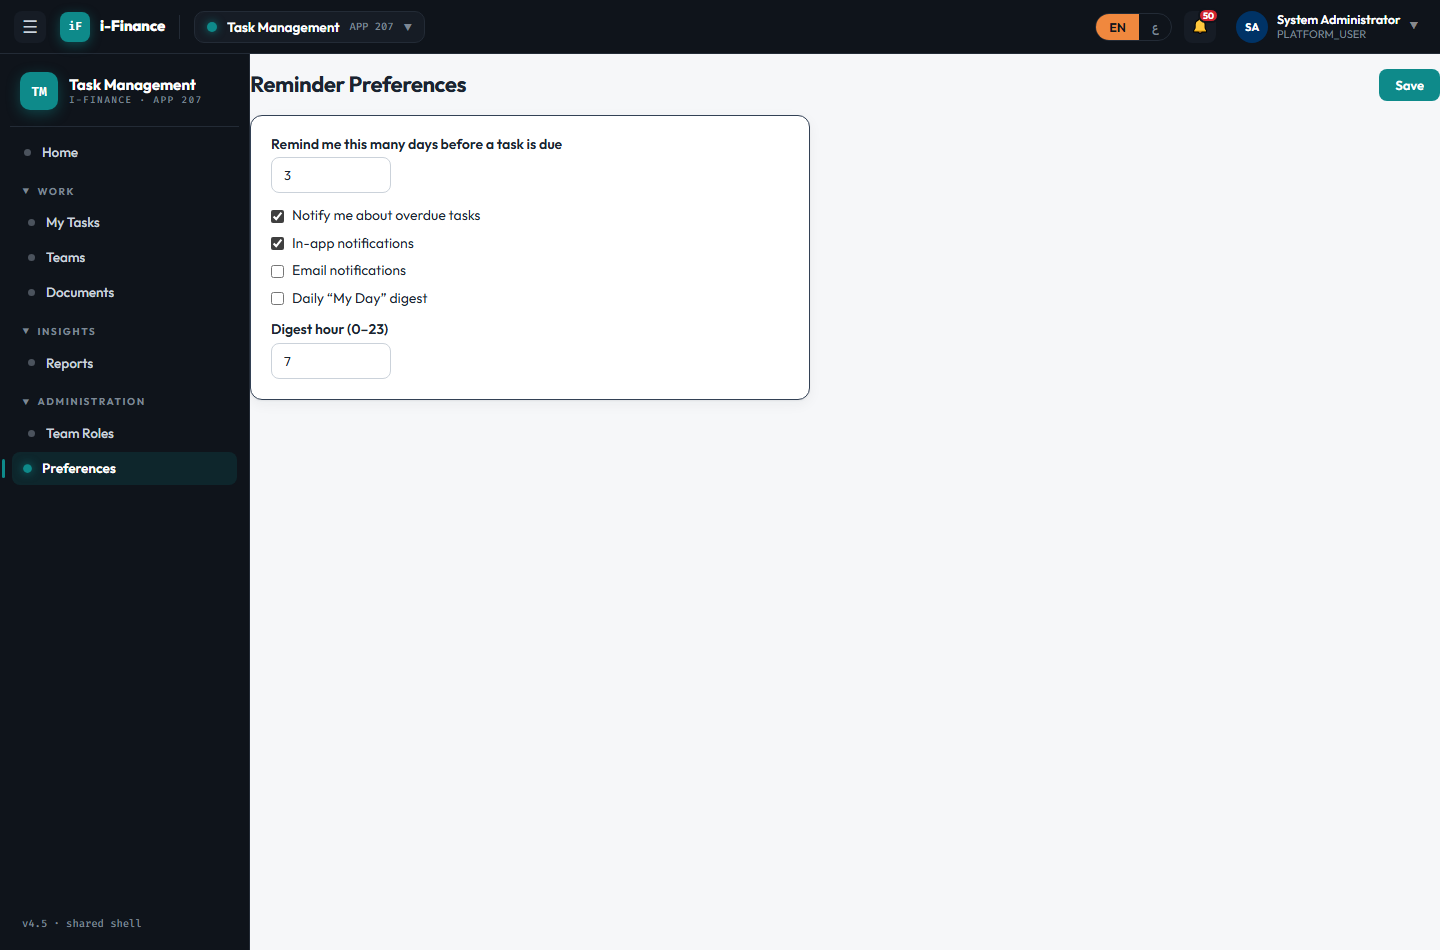 ☰ iF i-Finance Task Management APP 207 ▼ EN ع 50 SA System Administrator ▼
PLATFORM_USER
TM Task Management
I-FINANCE · APP 207
Home
▼ WORK
My Tasks
Teams
Documents
▼ INSIGHTS
Reports
▼ ADMINISTRATION
Team Roles
Preferences
v4.5 · shared shell
Reminder Preferences
Save
Remind me this many days before a task is due
3
Notify me about overdue tasks
In-app notifications
Email notifications
Daily “My Day” digest
Digest hour (0–23)
7